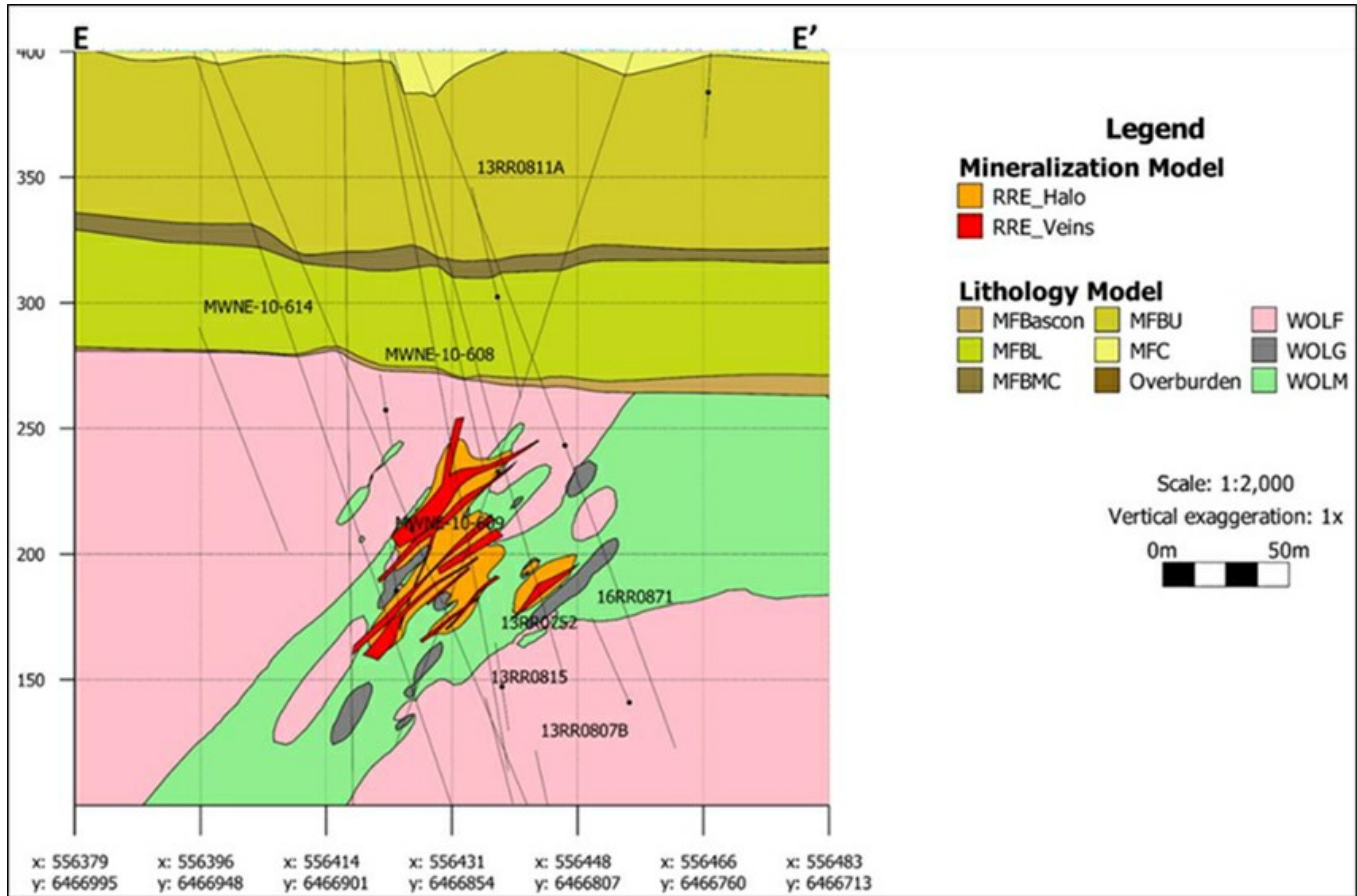 E E'
400
350
300
250
200
150
13RR0811A
MWNE-10-614
MWNE-10-608
MWNE-10-609
16RR0871
13RR0252
13RR0815
13RR0807B
x: 556379 x: 556396 x: 556414 x: 556431 x: 556448 x: 556466 x: 556483
y: 6466995 y: 6466948 y: 6466901 y: 6466854 y: 6466807 y: 6466760 y: 6466713
Legend
Mineralization Model
RRE_Halo
RRE_Veins
Lithology Model
MFBascon MFBU WOLF
MFBL MFC WOLG
MFBMC Overburden WOLM
Scale: 1:2,000
Vertical exaggeration: 1x
0m 50m